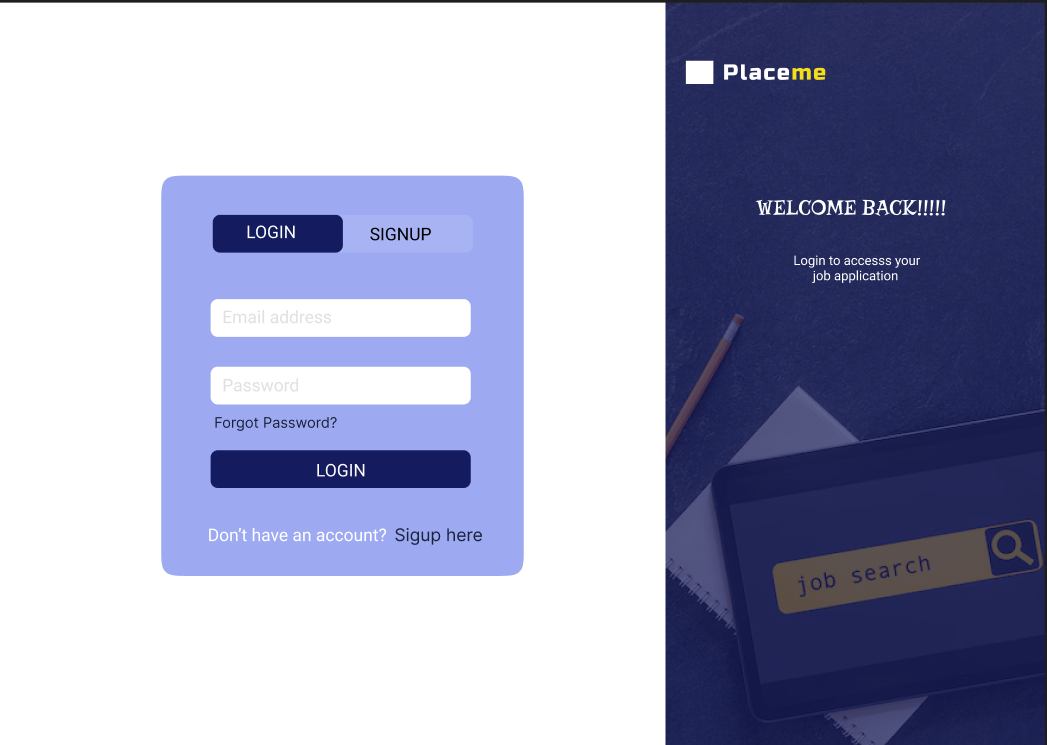 Placeme
WELCOME BACK!!!!!
Login to accesss your
job application
LOGIN SIGNUP
Email address
Password
Forgot Password?
LOGIN
Don't have an account? Sigup here
job search